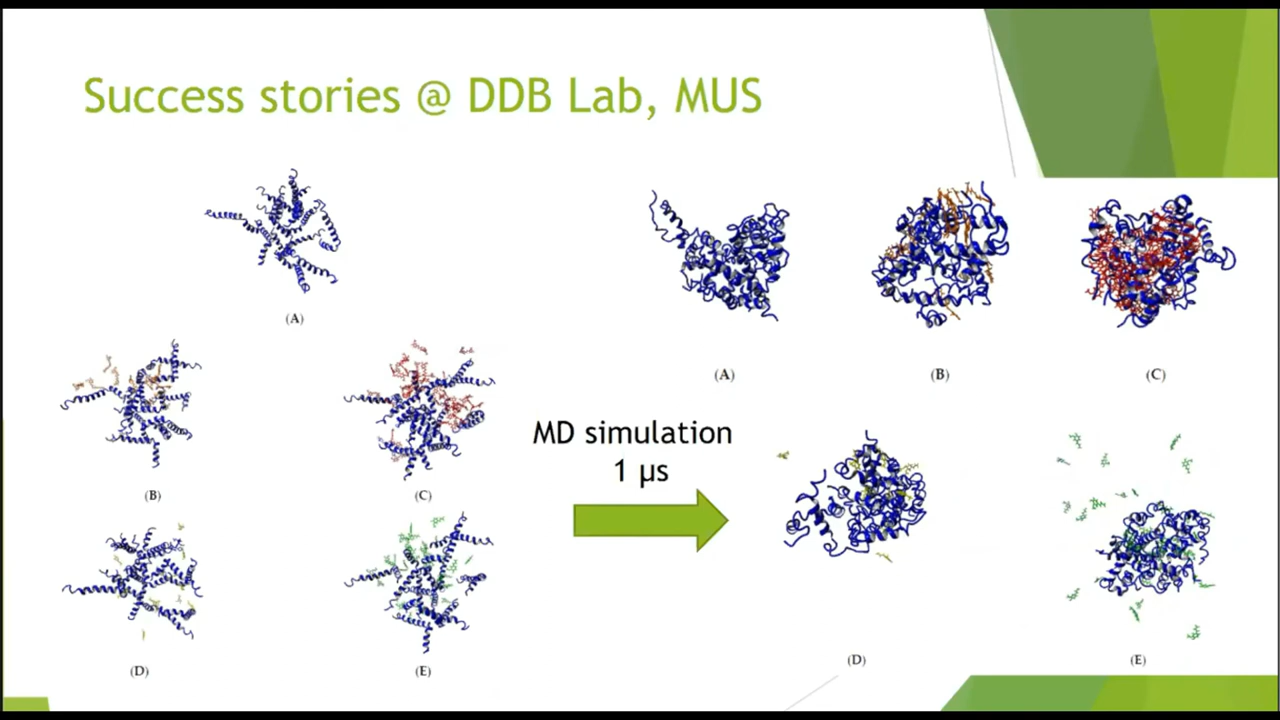 Success stories @ DDB Lab, MUS
(A)
(B)
(C)
(D)
(E)
MD simulation
1 μs
(A)
(B)
(C)
(D)
(E)